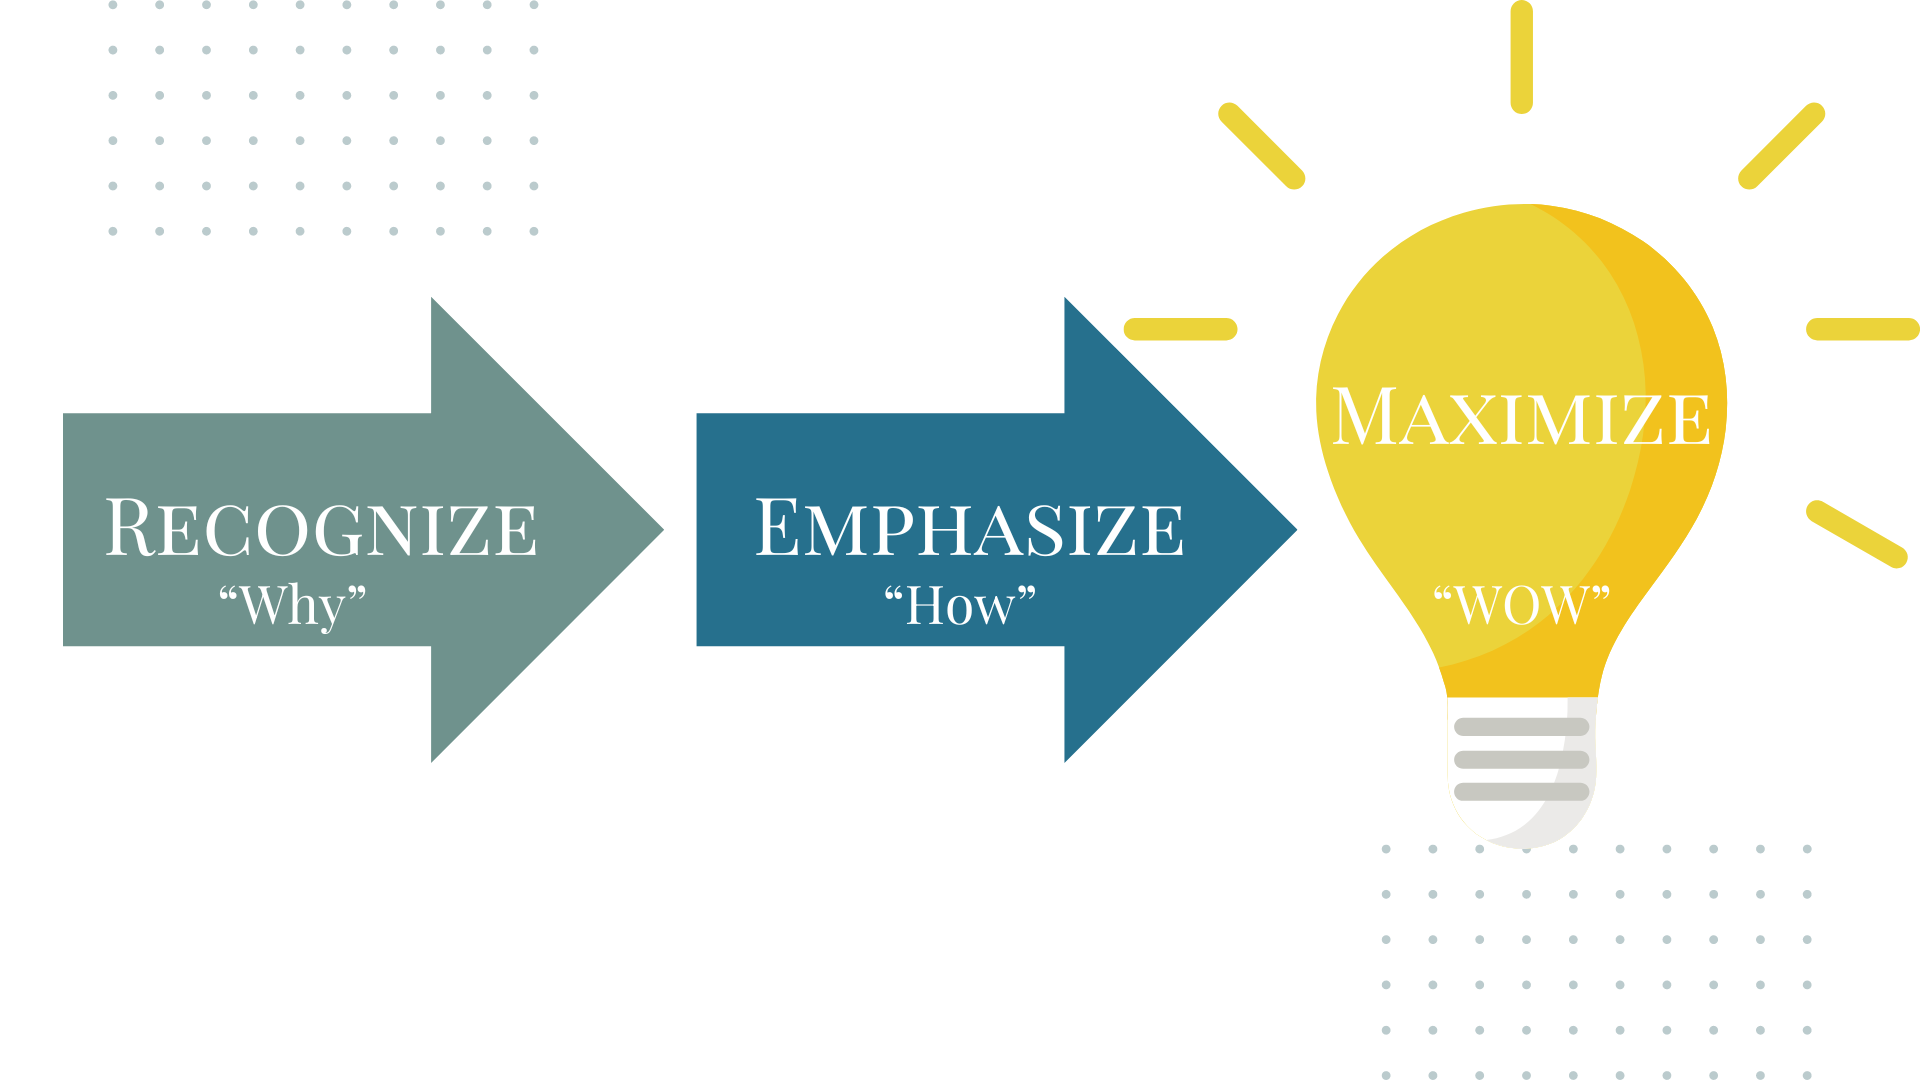 Recognize
“Why”
Emphasize
“How”
Maximize
“WOW”